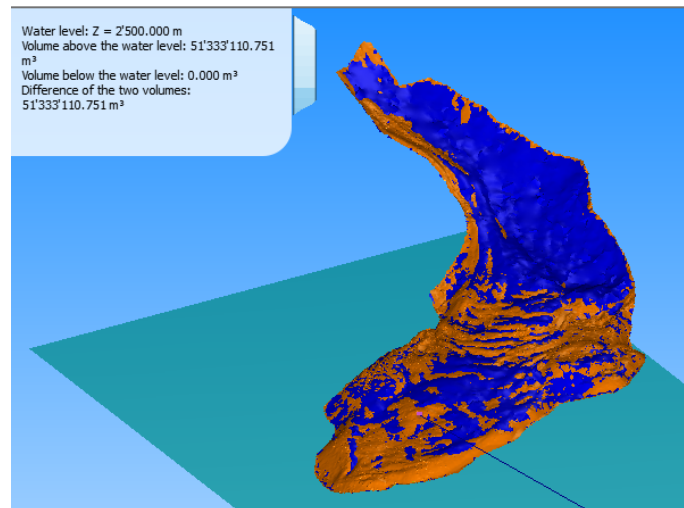 Water level: Z = 2'500.000 m
Volume above the water level: 51'333'110.751
m³
Volume below the water level: 0.000 m³
Difference of the two volumes:
51'333'110.751 m³